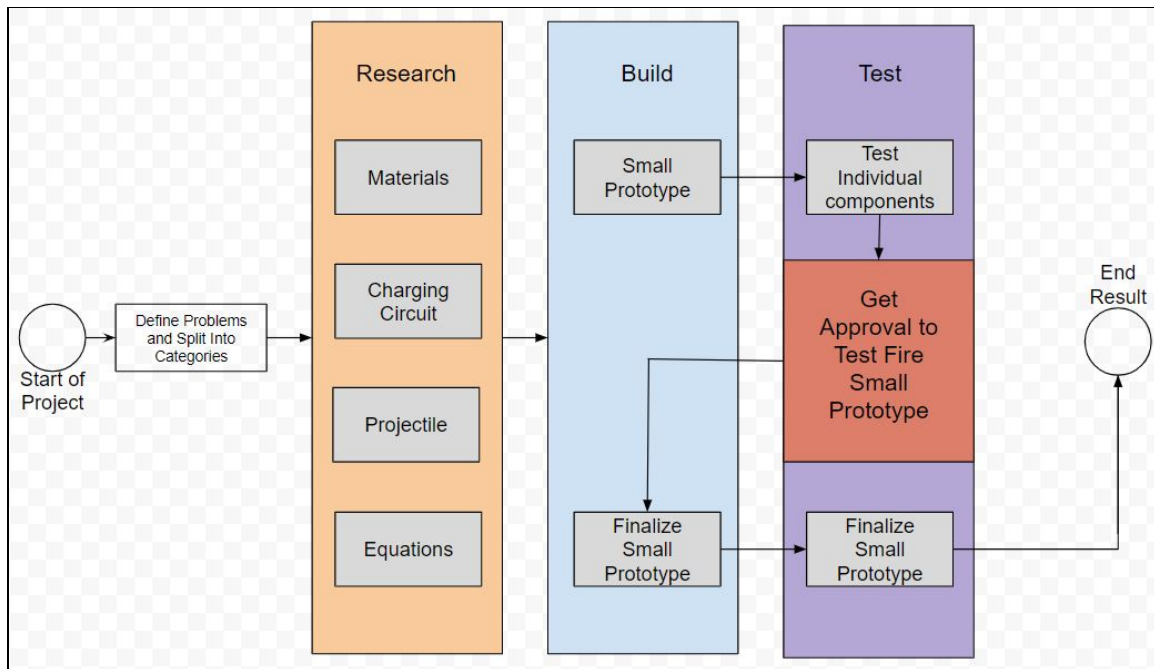 Start of
Project
Define Problems
and Split Into
Categories
Research
Materials
Charging
Circuit
Projectile
Equations
Build
Small
Prototype
Finalize
Small
Prototype
Test
Test
Individual
components
Get
Approval to
Test Fire
Small
Prototype
Finalize
Small
Prototype
End
Result